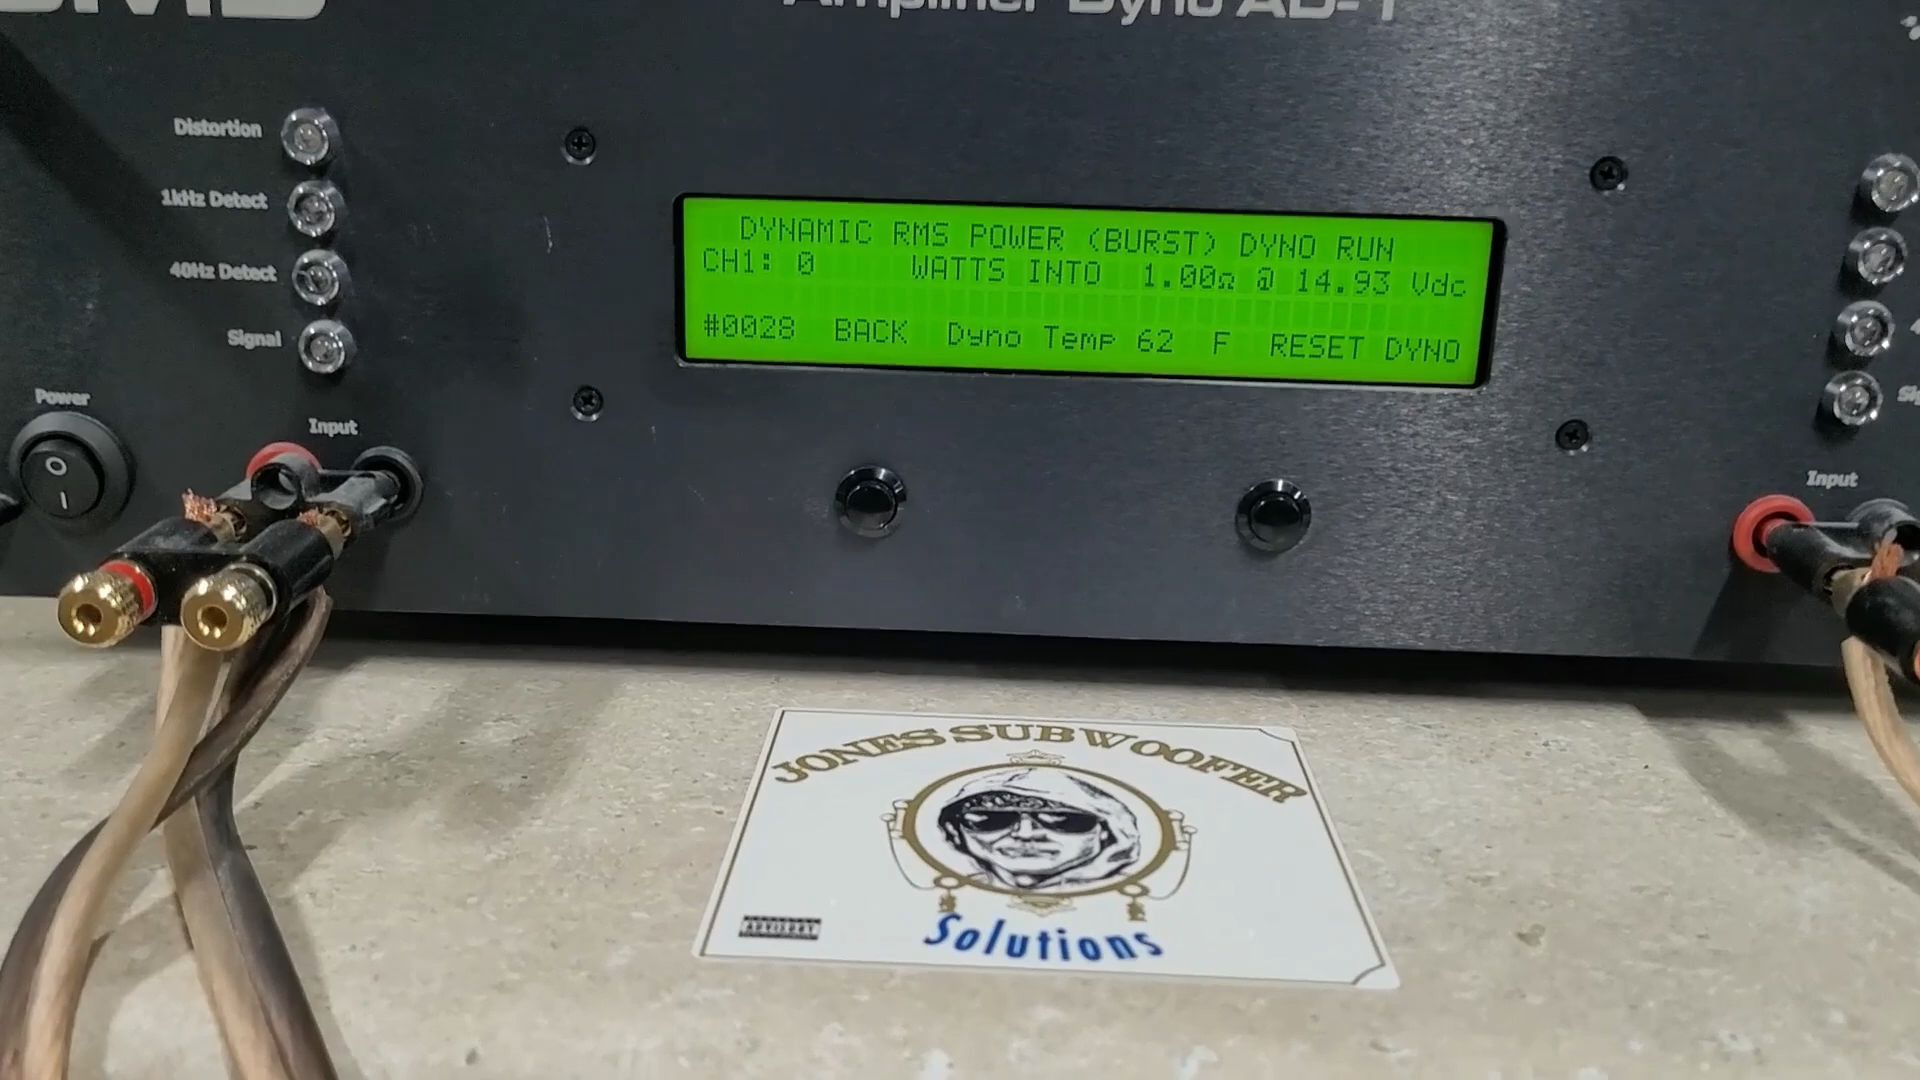 Amplifier Dyno AD-1
Distortion
1kHz Detect
40Hz Detect
Signal
Power
Input
DYNAMIC RMS POWER (BURST) DYNO RUN
CH1: 0 WATTS INTO 1.00Ω @ 14.93 Vdc
#0028 BACK Dyno Temp 62 F RESET DYNO
Input
JONES SUBWOOFER
Solutions
ADVISORY